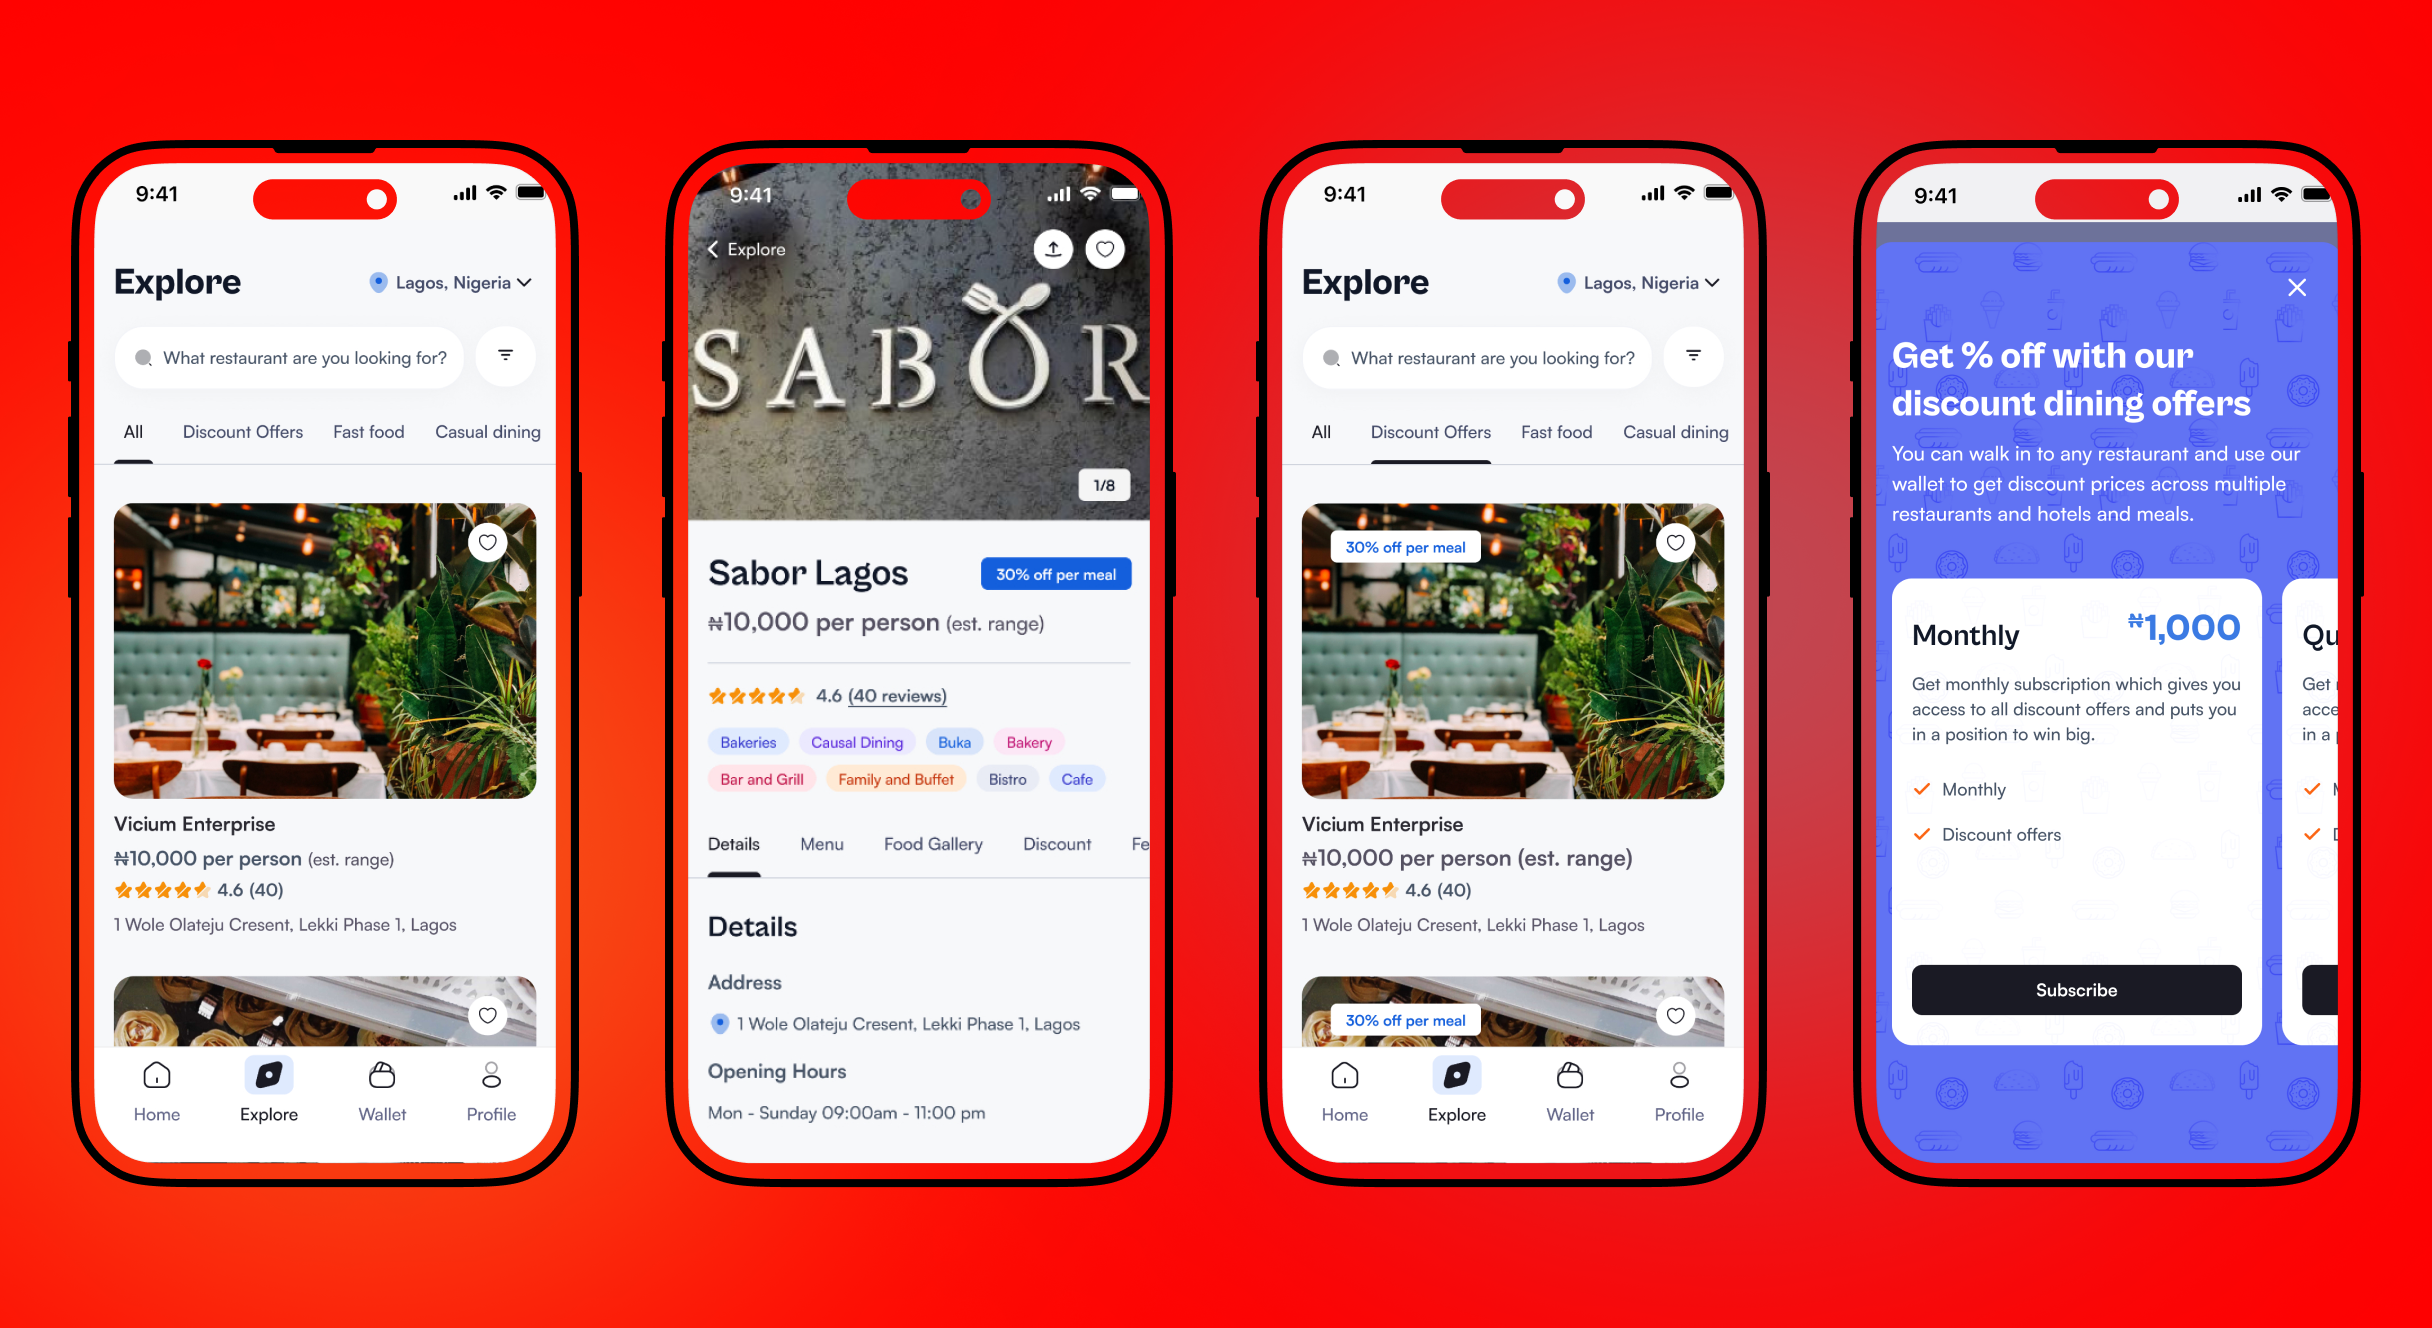 9:41
Explore
Lagos, Nigeria
What restaurant are you looking for?
All Discount Offers Fast food Casual dining
Vicium Enterprise
₦10,000 per person (est. range)
4.6 (40)
1 Wole Olateju Cresent, Lekki Phase 1, Lagos
Home Explore Wallet Profile
9:41
Explore
SABOR
1/8
Sabor Lagos
30% off per meal
₦10,000 per person (est. range)
4.6 (40 reviews)
Bakeries Causal Dining Buka Bakery
Bar and Grill Family and Buffet Bistro Cafe
Details Menu Food Gallery Discount Fe
Details
Address
1 Wole Olateju Cresent, Lekki Phase 1, Lagos
Opening Hours
Mon - Sunday 09:00am - 11:00 pm
9:41
Explore
Lagos, Nigeria
What restaurant are you looking for?
All Discount Offers Fast food Casual dining
30% off per meal
Vicium Enterprise
₦10,000 per person (est. range)
4.6 (40)
1 Wole Olateju Cresent, Lekki Phase 1, Lagos
30% off per meal
Home Explore Wallet Profile
9:41
Get % off with our
discount dining offers
You can walk in to any restaurant and use our
wallet to get discount prices across multiple
restaurants and hotels and meals.
Monthly
₦1,000
Get monthly subscription which gives you
access to all discount offers and puts you
in a position to win big.
Monthly
Discount offers
Subscribe
Qu
Get
acce
in a